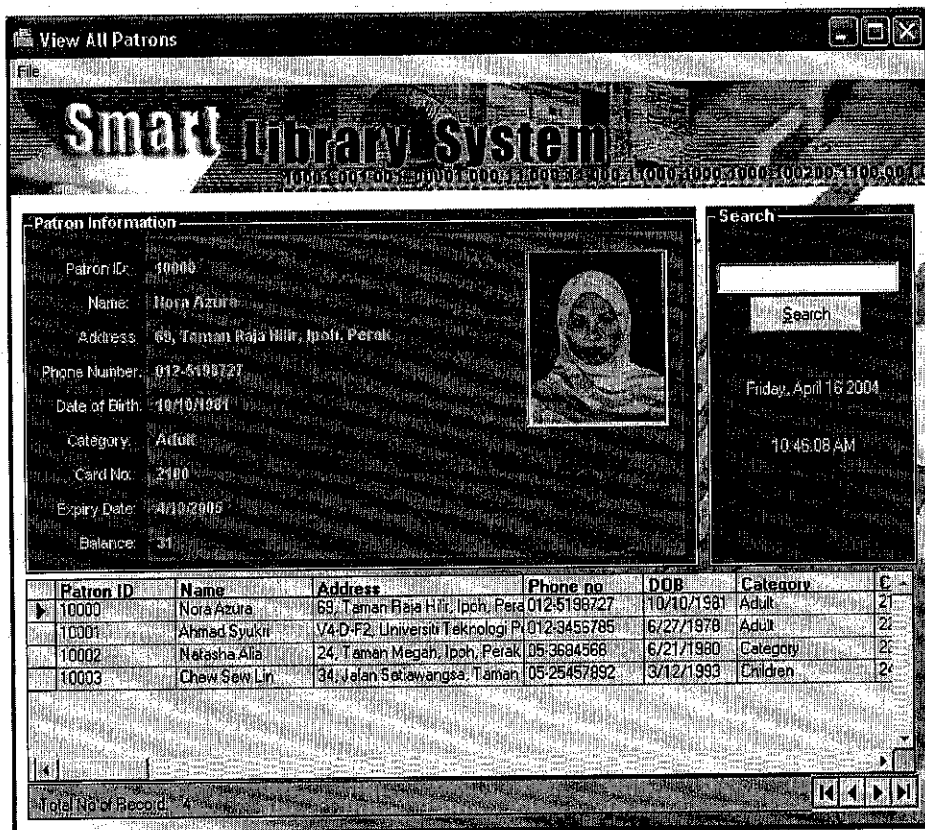 View All Patrons
File
Smart Library System
Patron Information
Patron ID: 10000
Name: Nora Azura
Address: 69, Taman Raja Hilir, Ipoh, Perak
Phone Number: 012-5198727
Date of Birth: 10/10/1981
Category: Adult
Card No: 2100
Expiry Date: 4/10/2005
Balance: 31
Search
Search
Friday, April 16 2004
10:46:08 AM
Patron ID Name Address Phone no DOB Category C
10000 Nora Azura 69, Taman Raja Hilir, Ipoh, Pera 012-5198727 10/10/1981 Adult 21
10001 Ahmad Syukri V4-D-F2, Universiti Teknologi P 012-3456785 6/27/1978 Adult 22
10002 Natasha Alia 24, Taman Megah, Ipoh, Perak 05-3684568 6/21/1980 Category
10003 Chew Sew Lin 34, Jalan Satiawangsa, Taman 05-25457892 3/12/1993 Children 24
Total No of Record: 4